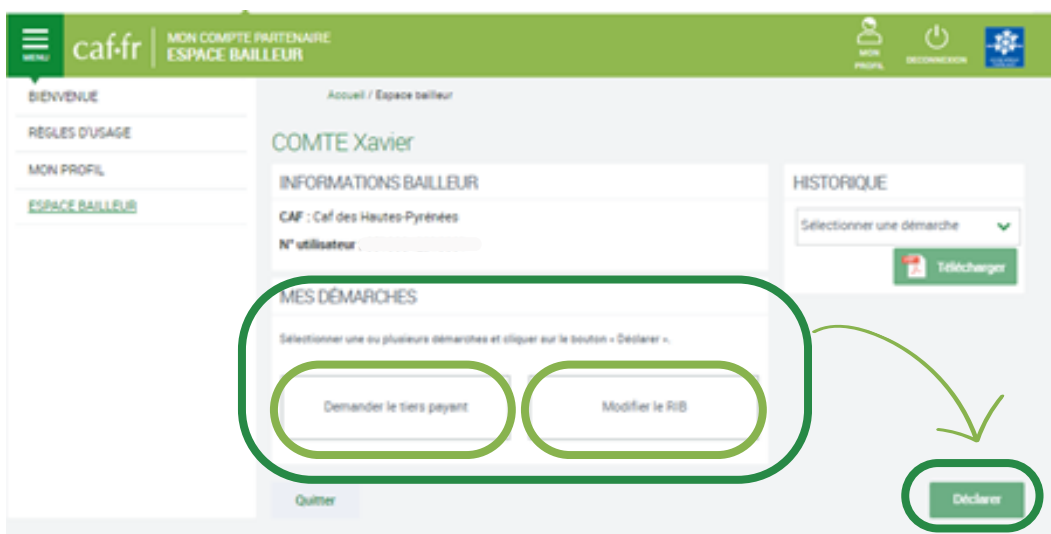 MENU
caf.fr
MON COMPTE PARTENAIRE
ESPACE BAILLEUR
MON
PROFIL
DECONNEXION
BIENVENUE
RÈGLES D'USAGE
MON PROFIL
ESPACE BAILLEUR
Accueil / Espace bailleur
COMTE Xavier
INFORMATIONS BAILLEUR
CAF : Caf des Hautes-Pyrénées
N° utilisateur :
HISTORIQUE
Sélectionner une démarche
Télécharger
MES DÉMARCHES
Sélectionner une ou plusieurs démarches et cliquer sur le bouton « Déclarer ».
Demander le tiers payant
Modifier le RIB
Quitter
Déclarer